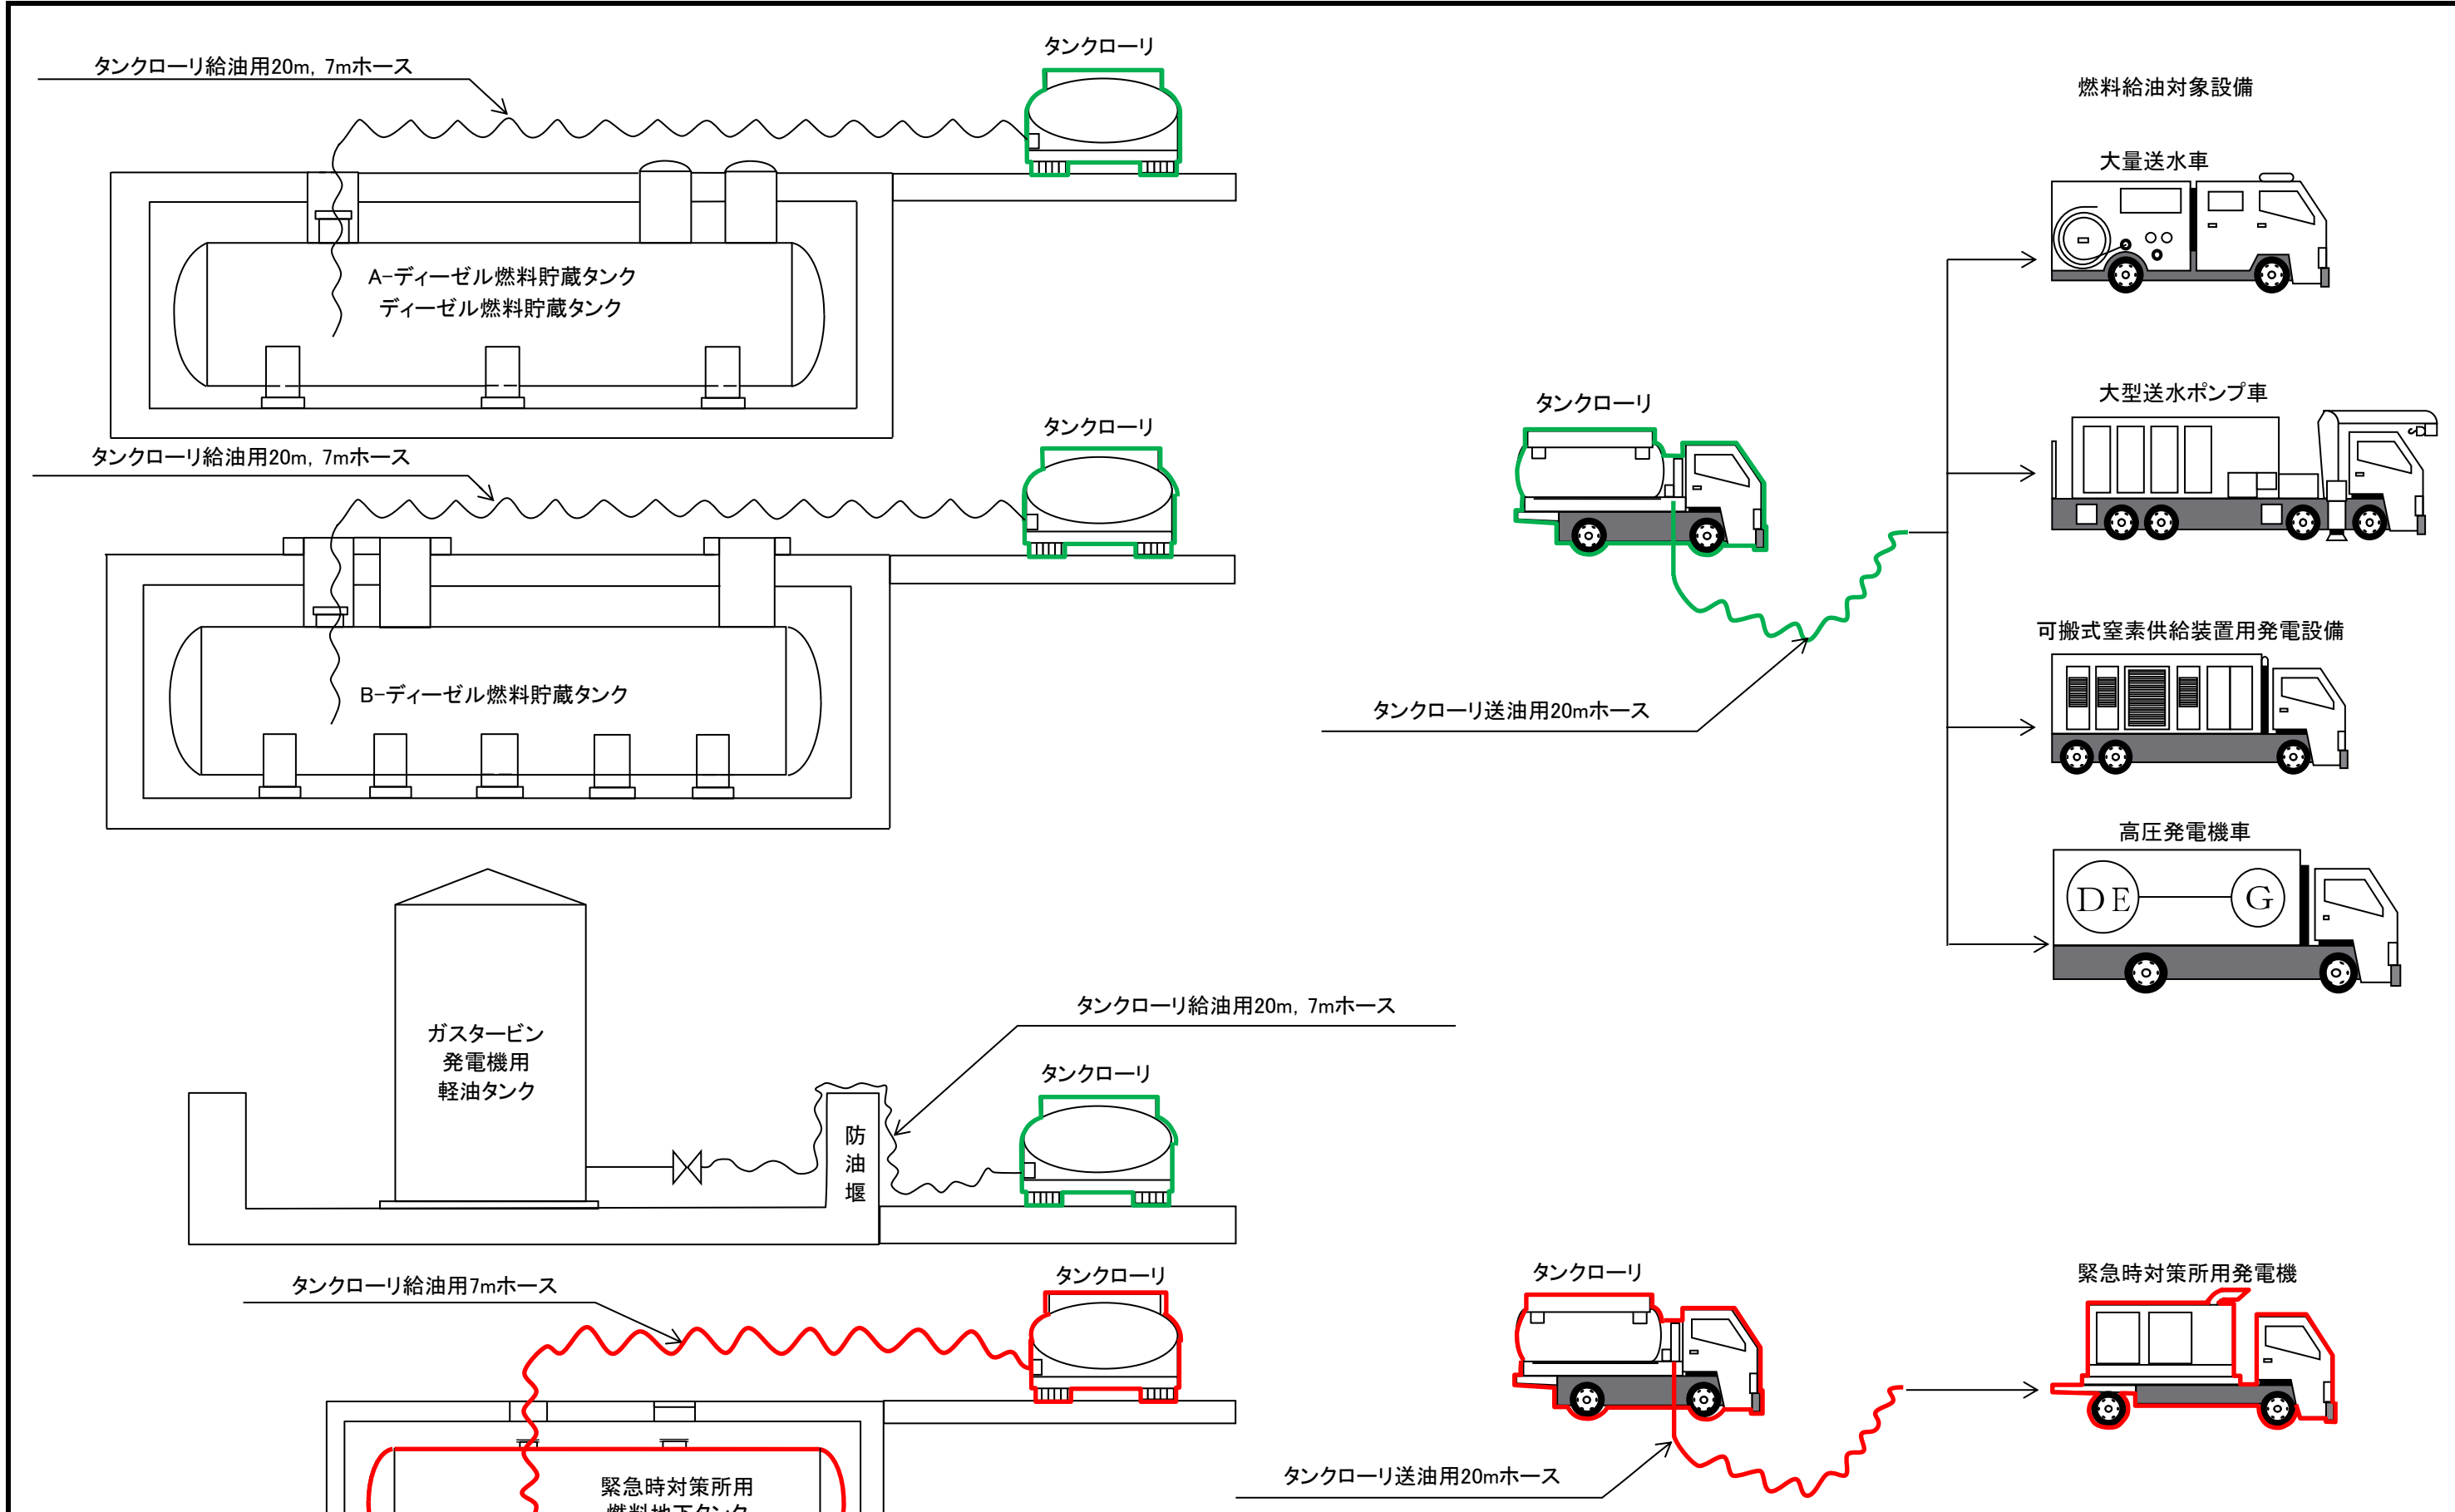 タンクローリ給油用20m, 7mホース
タンクローリ
A-ディーゼル燃料貯蔵タンク
ディーゼル燃料貯蔵タンク
タンクローリ給油用20m, 7mホース
タンクローリ
B-ディーゼル燃料貯蔵タンク
ガスタービン
発電機用
軽油タンク
防
油
堰
タンクローリ給油用20m, 7mホース
タンクローリ
タンクローリ給油用7mホース
タンクローリ
緊急時対策所用
燃料地下タンク
燃料給油対象設備
大量送水車
タンクローリ
大型送水ポンプ車
タンクローリ送油用20mホース
可搬式窒素供給装置用発電設備
高圧発電機車
DE
G
タンクローリ
緊急時対策所用発電機
タンクローリ送油用20mホース